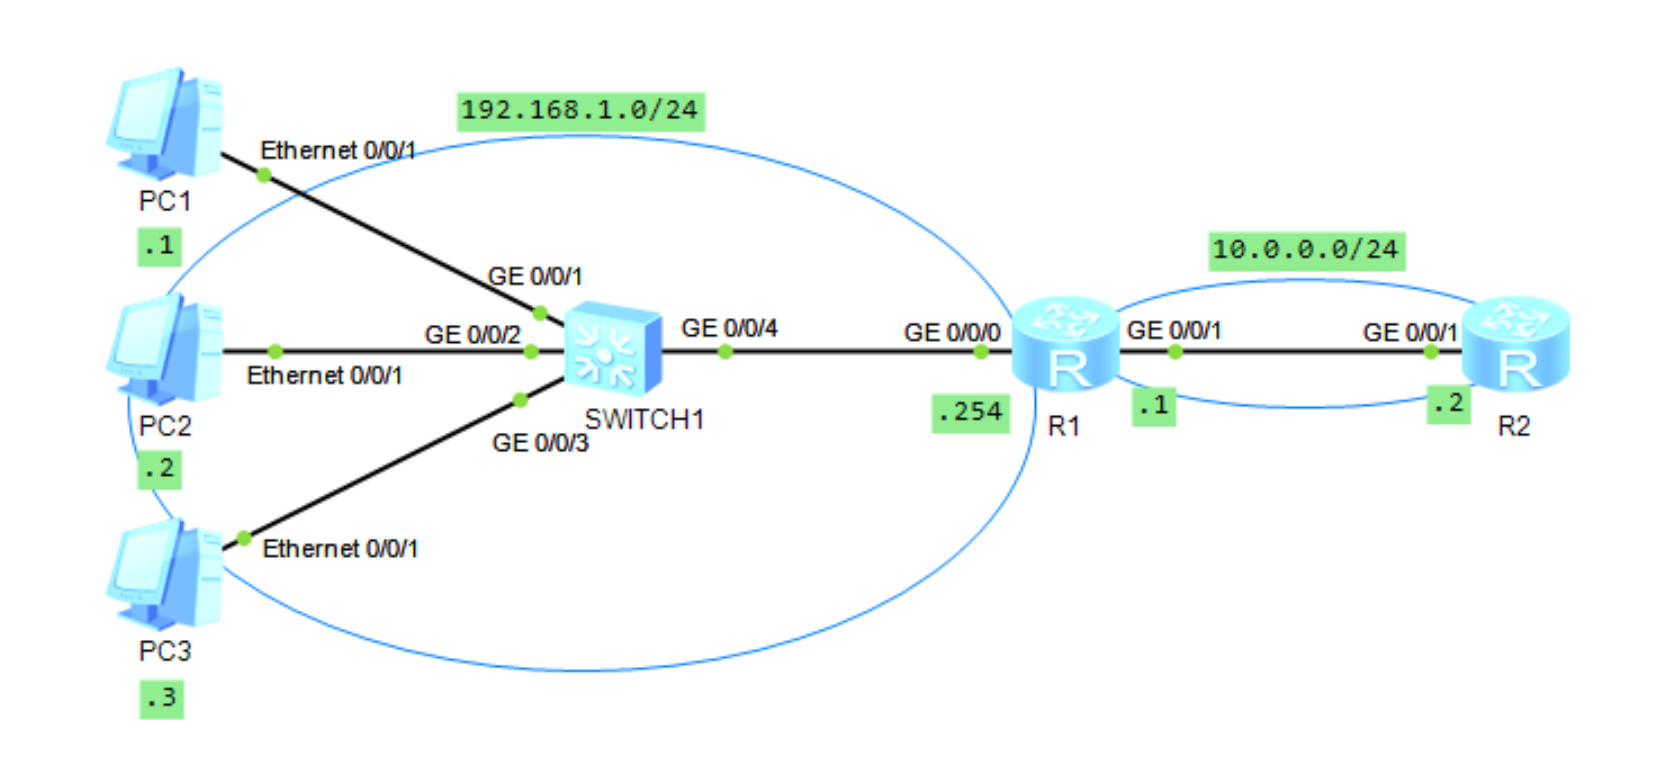 192.168.1.0/24
Ethernet 0/0/1
PC1
.1
GE 0/0/1
10.0.0.0/24
GE 0/0/2
GE 0/0/4
GE 0/0/0
GE 0/0/1
GE 0/0/1
Ethernet 0/0/1
R
R
PC2
.2
SWITCH1
GE 0/0/3
.254
R1
.1
.2
R2
Ethernet 0/0/1
PC3
.3